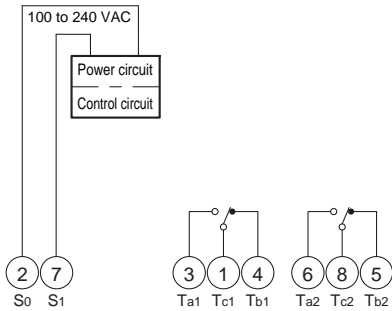 100 to 240 VAC
Power circuit
Control circuit
2 7 3 1 4 6 8 5
S0 S1 Ta1 Tc1 Tb1 Ta2 Tc2 Tb2